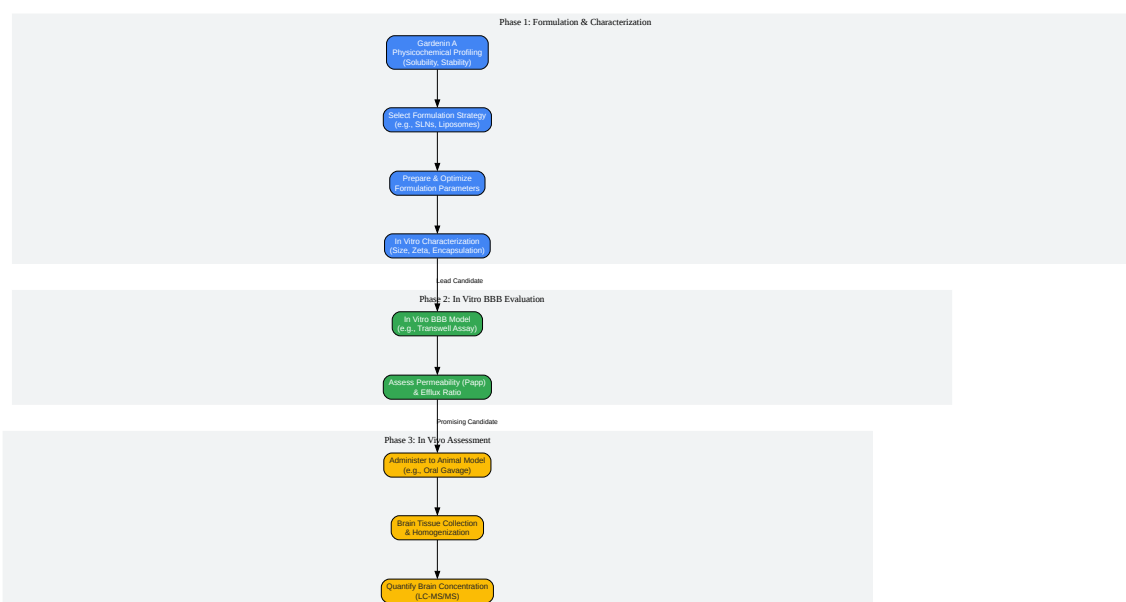 Phase 1: Formulation & Characterization
Gardenin A
Physicochemical Profiling
(Solubility, Stability)
Select Formulation Strategy
(e.g., SLNs, Liposomes)
Prepare & Optimize
Formulation Parameters
In Vitro Characterization
(Size, Zeta, Encapsulation)
Lead Candidate
Phase 2: In Vitro BBB Evaluation
In Vitro BBB Model
(e.g., Transwell Assay)
Assess Permeability (Papp)
& Efflux Ratio
Promising Candidate
Phase 3: In Vivo Assessment
Administer to Animal Model
(e.g., Oral Gavage)
Brain Tissue Collection
& Homogenization
Quantify Brain Concentration
(LC-MS/MS)